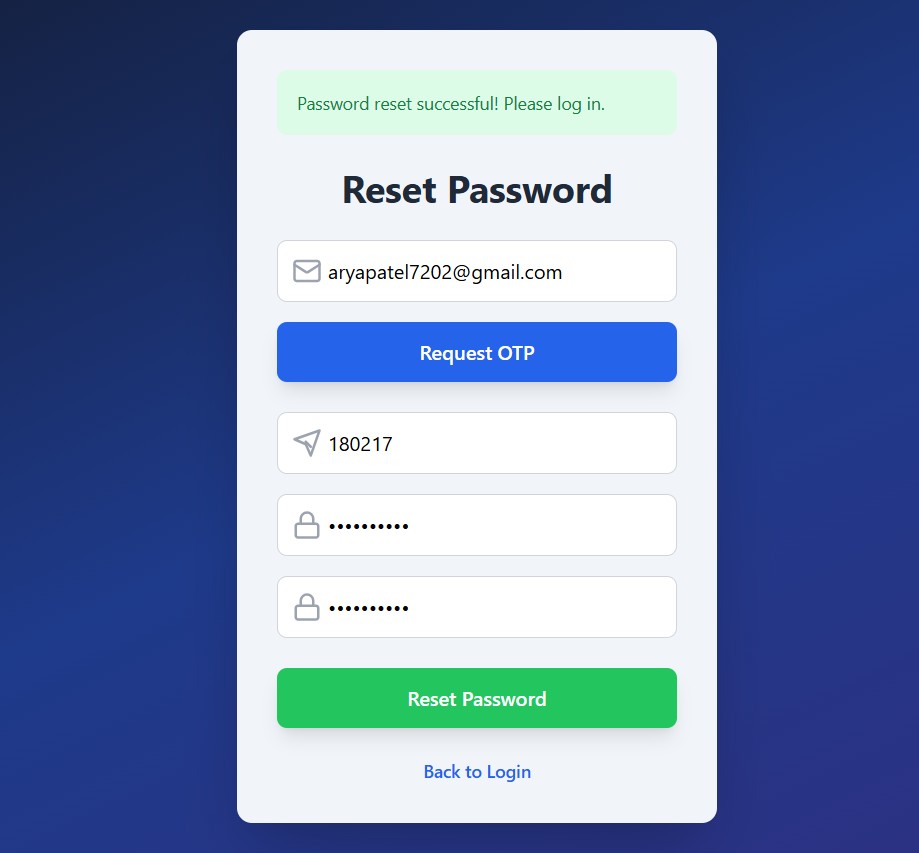 Password reset successful! Please log in.
Reset Password
aryapatel7202@gmail.com
Request OTP
180217
••••••••••
••••••••••
Reset Password
Back to Login